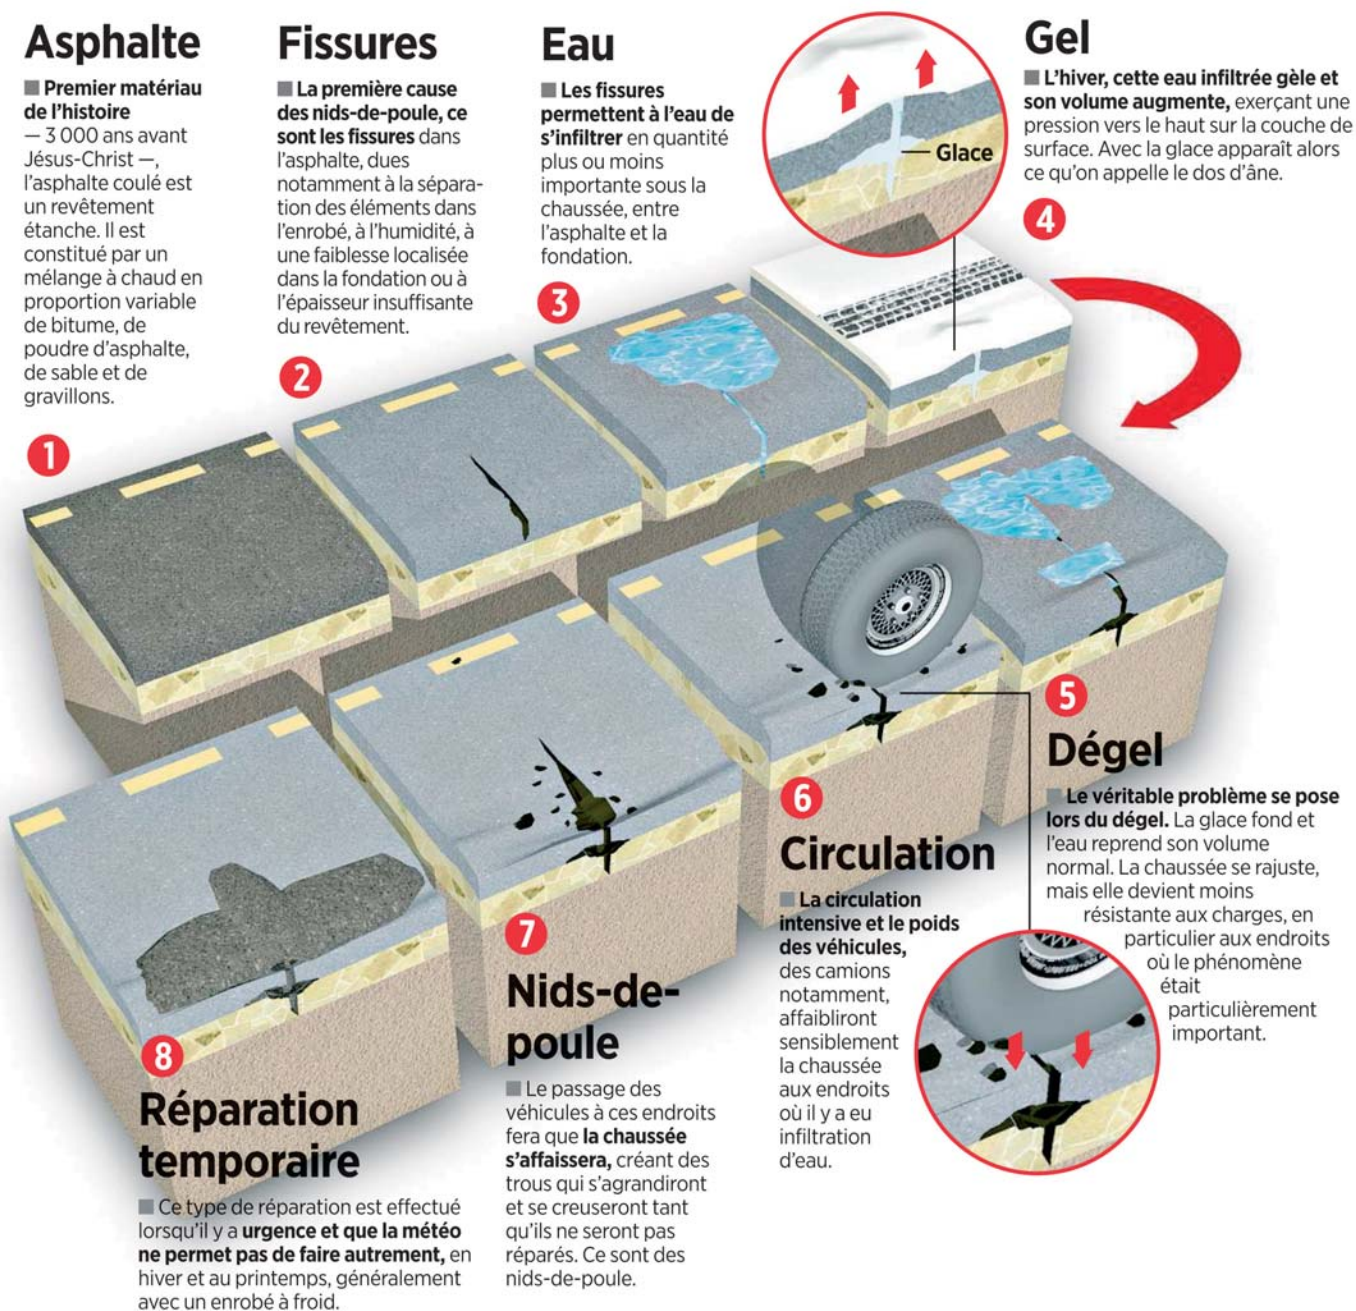 Asphalte
■ Premier matériau
de l'histoire
— 3 000 ans avant
Jésus-Christ —,
l'asphalte coulé est
un revêtement
étanche. Il est
constitué par un
mélange à chaud en
proportion variable
de bitume, de
poudre d'asphalte,
de sable et de
gravillons.
1
Fissures
■ La première cause
des nids-de-poule, ce
sont les fissures dans
l'asphalte, dues
notamment à la sépara-
tion des éléments dans
l'enrobé, à l'humidité, à
une faiblesse localisée
dans la fondation ou à
l'épaisseur insuffisante
du revêtement.
2
Eau
■ Les fissures
permettent à l'eau de
s'infiltrer en quantité
plus ou moins
importante sous la
chaussée, entre
l'asphalte et la
fondation.
3
Glace
Gel
■ L'hiver, cette eau infiltrée gèle et
son volume augmente, exerçant une
pression vers le haut sur la couche de
surface. Avec la glace apparaît alors
ce qu'on appelle le dos d'âne.
4
5
Dégel
■ Le véritable problème se pose
lors du dégel. La glace fond et
l'eau reprend son volume
normal. La chaussée se rajuste,
mais elle devient moins
résistante aux charges, en
particulier aux endroits
où le phénomène
était
particulièrement
important.
6
Circulation
■ La circulation
intensive et le poids
des véhicules,
des camions
notamment,
affaibliront
sensiblement
la chaussée
aux endroits
où il y a eu
infiltration
d'eau.
7
Nids-de-
poule
■ Le passage des
véhicules à ces endroits
fera que la chaussée
s'affaissera, créant des
trous qui s'agrandiront
et se creuseront tant
qu'ils ne seront pas
réparés. Ce sont des
nids-de-poule.
8
Réparation
temporaire
■ Ce type de réparation est effectué
lorsqu'il y a urgence et que la météo
ne permet pas de faire autrement, en
hiver et au printemps, généralement
avec un enrobé à froid.